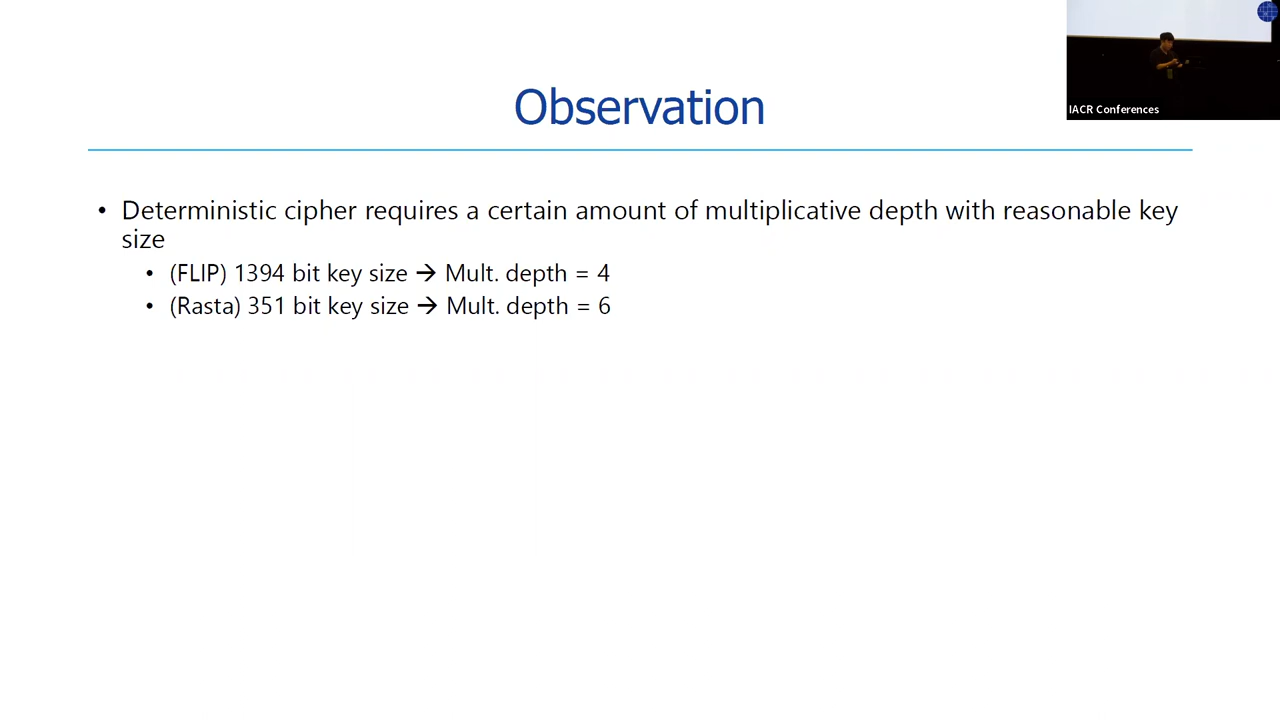 IACR Conferences
Observation
• Deterministic cipher requires a certain amount of multiplicative depth with reasonable key
size
• (FLIP) 1394 bit key size → Mult. depth = 4
• (Rasta) 351 bit key size → Mult. depth = 6